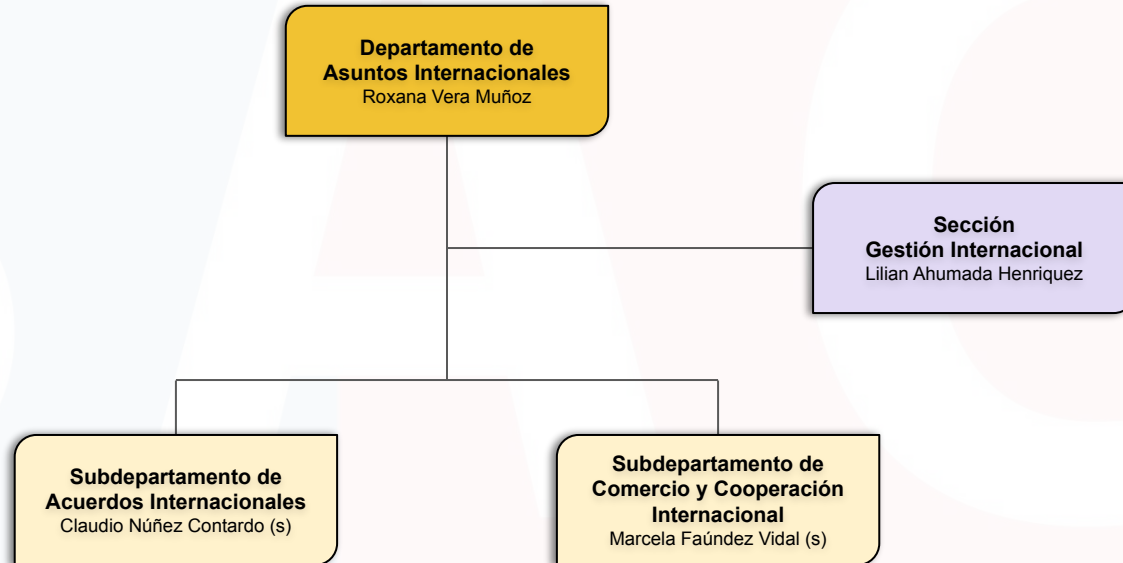 Departamento de
Asuntos Internacionales
Roxana Vera Muñoz
Sección
Gestión Internacional
Lilian Ahumada Henriquez
Subdepartamento de
Acuerdos Internacionales
Claudio Núñez Contardo (s)
Subdepartamento de
Comercio y Cooperación
Internacional
Marcela Faúndez Vidal (s)